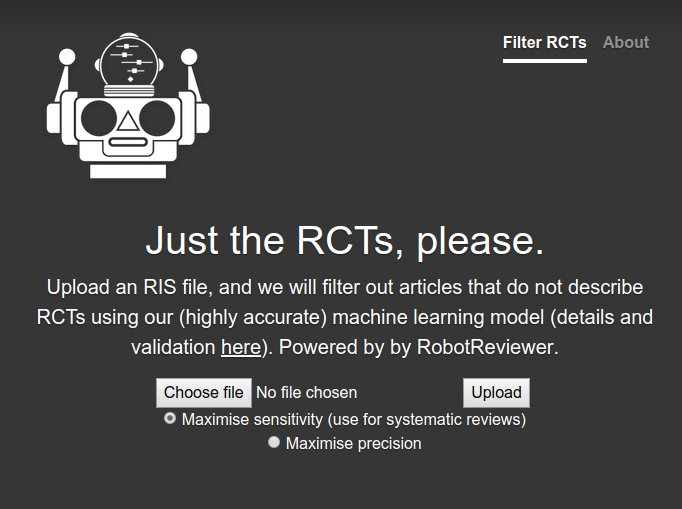 Filter RCTs About
Just the RCTs, please.
Upload an RIS file, and we will filter out articles that do not describe
RCTs using our (highly accurate) machine learning model (details and
validation here). Powered by by RobotReviewer.
Choose file No file chosen Upload
Maximise sensitivity (use for systematic reviews)
Maximise precision